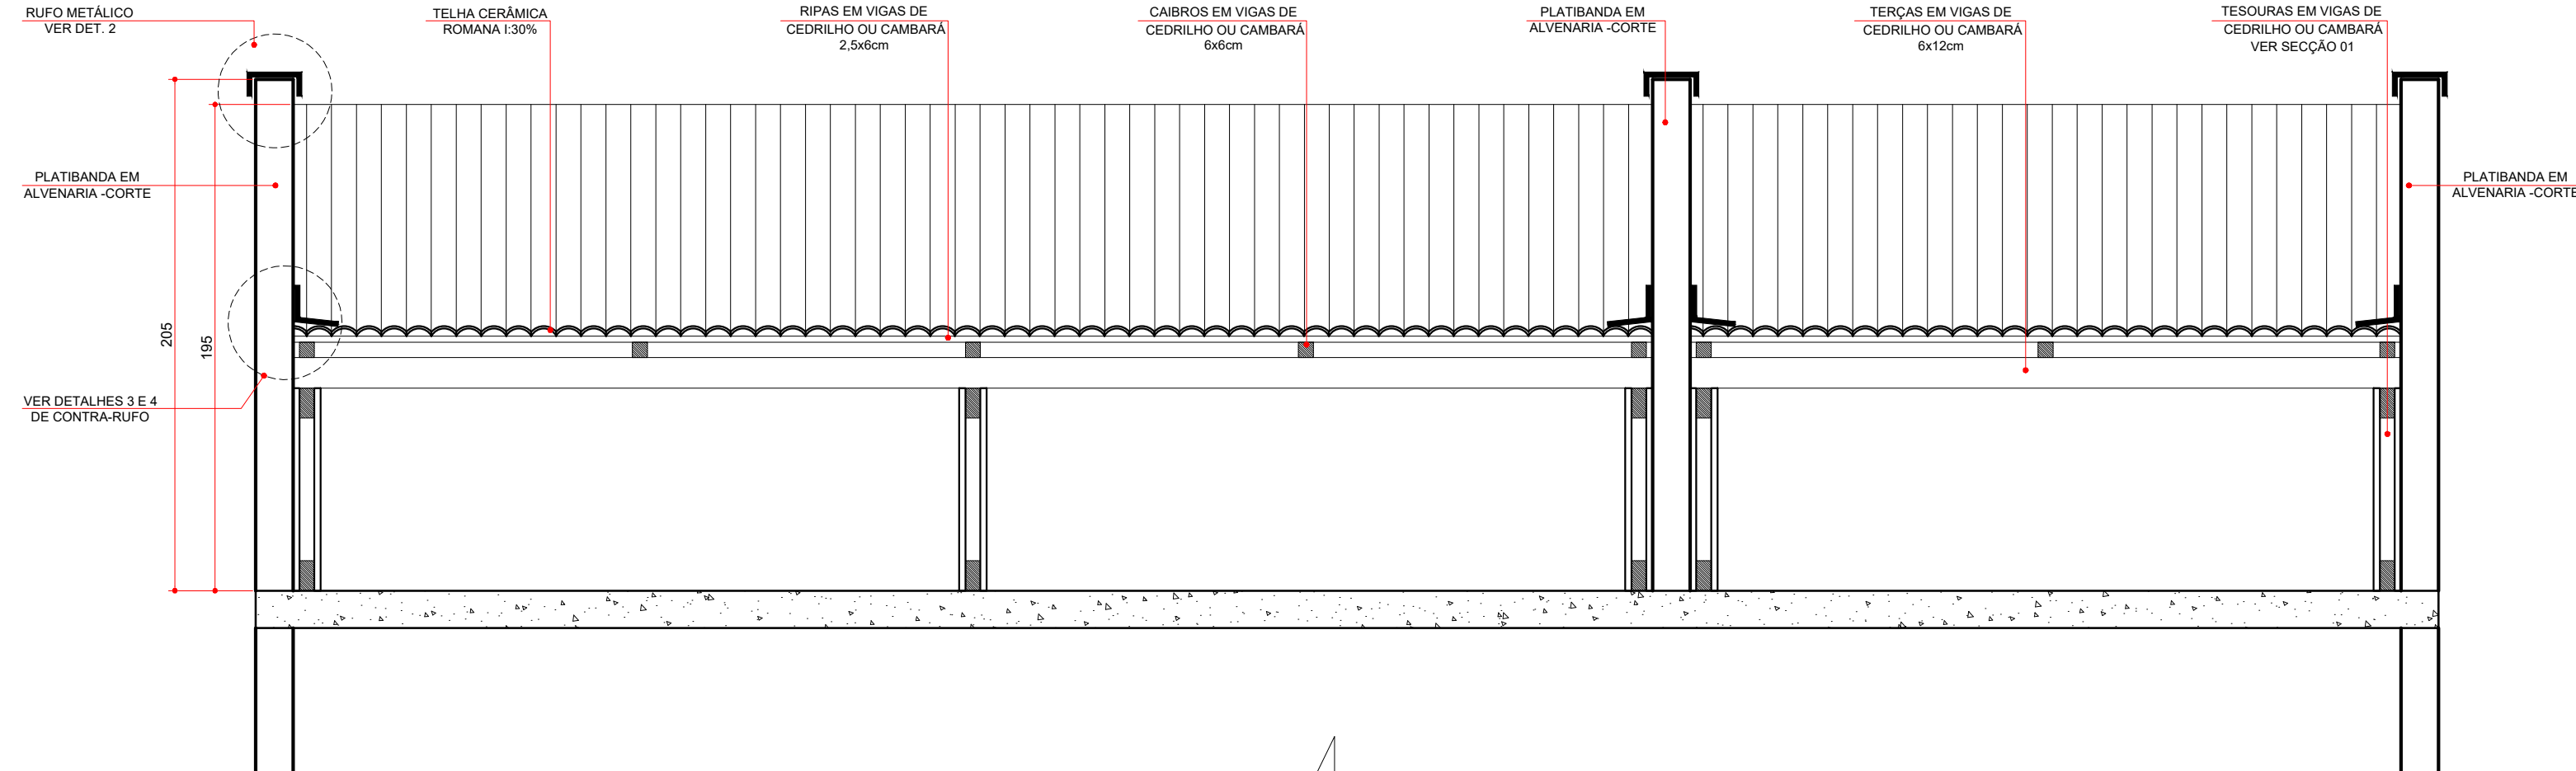 RUFO METÁLICO
VER DET. 2
TELHA CERÂMICA
ROMANA I:30%
RIPAS EM VIGAS DE
CEDRILHO OU CAMBARÁ
2,5x6cm
CAIBROS EM VIGAS DE
CEDRILHO OU CAMBARÁ
6x6cm
PLATIBANDA EM
ALVENARIA -CORTE
TERÇAS EM VIGAS DE
CEDRILHO OU CAMBARÁ
6x12cm
TESOURAS EM VIGAS DE
CEDRILHO OU CAMBARÁ
VER SECÇÃO 01
PLATIBANDA EM
ALVENARIA -CORTE
PLATIBANDA EM
ALVENARIA -CORTE
205
195
VER DETALHES 3 E 4
DE CONTRA-RUFO